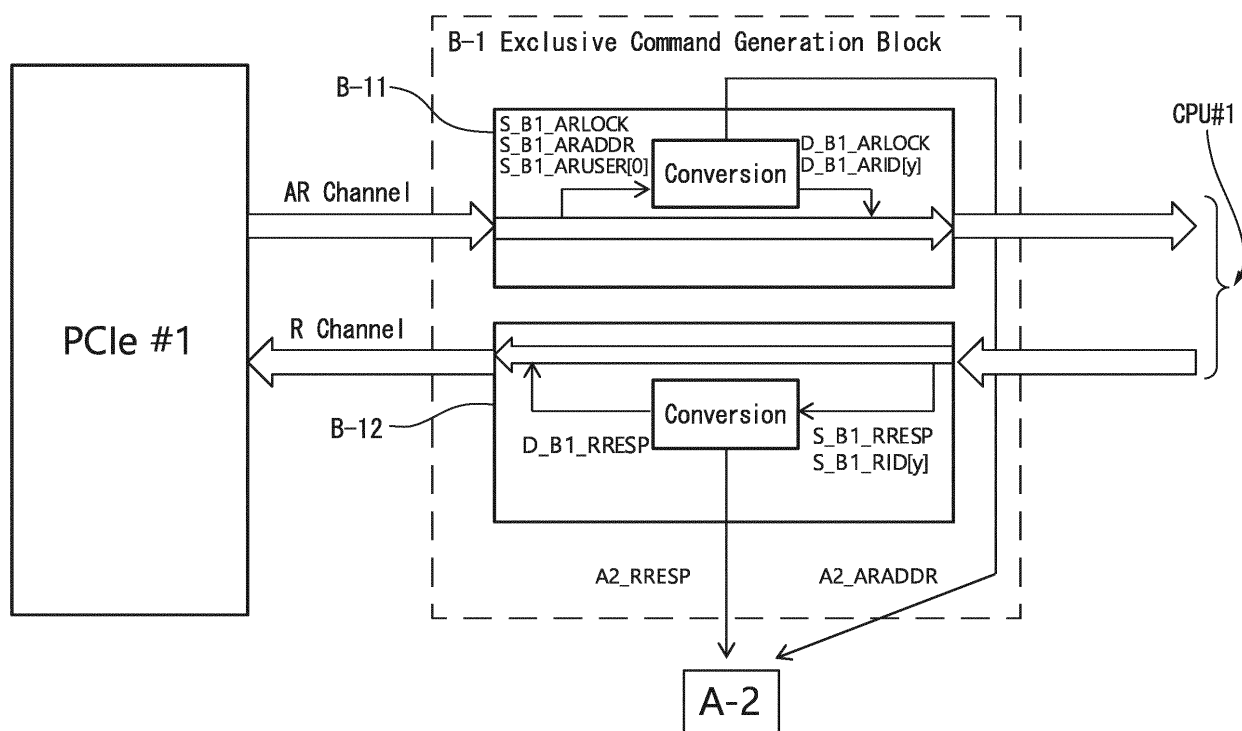 B-1 Exclusive Command Generation Block
B-11
CPU#1
S_B1_ARLOCK
S_B1_ARADDR
S_B1_ARUSER[0]
Conversion
D_B1_ARLOCK
D_B1_ARID[y]
AR Channel
PCIe #1
R Channel
B-12
Conversion
D_B1_RRESP
S_B1_RRESP
S_B1_RID[y]
A2_RRESP
A2_ARADDR
A-2